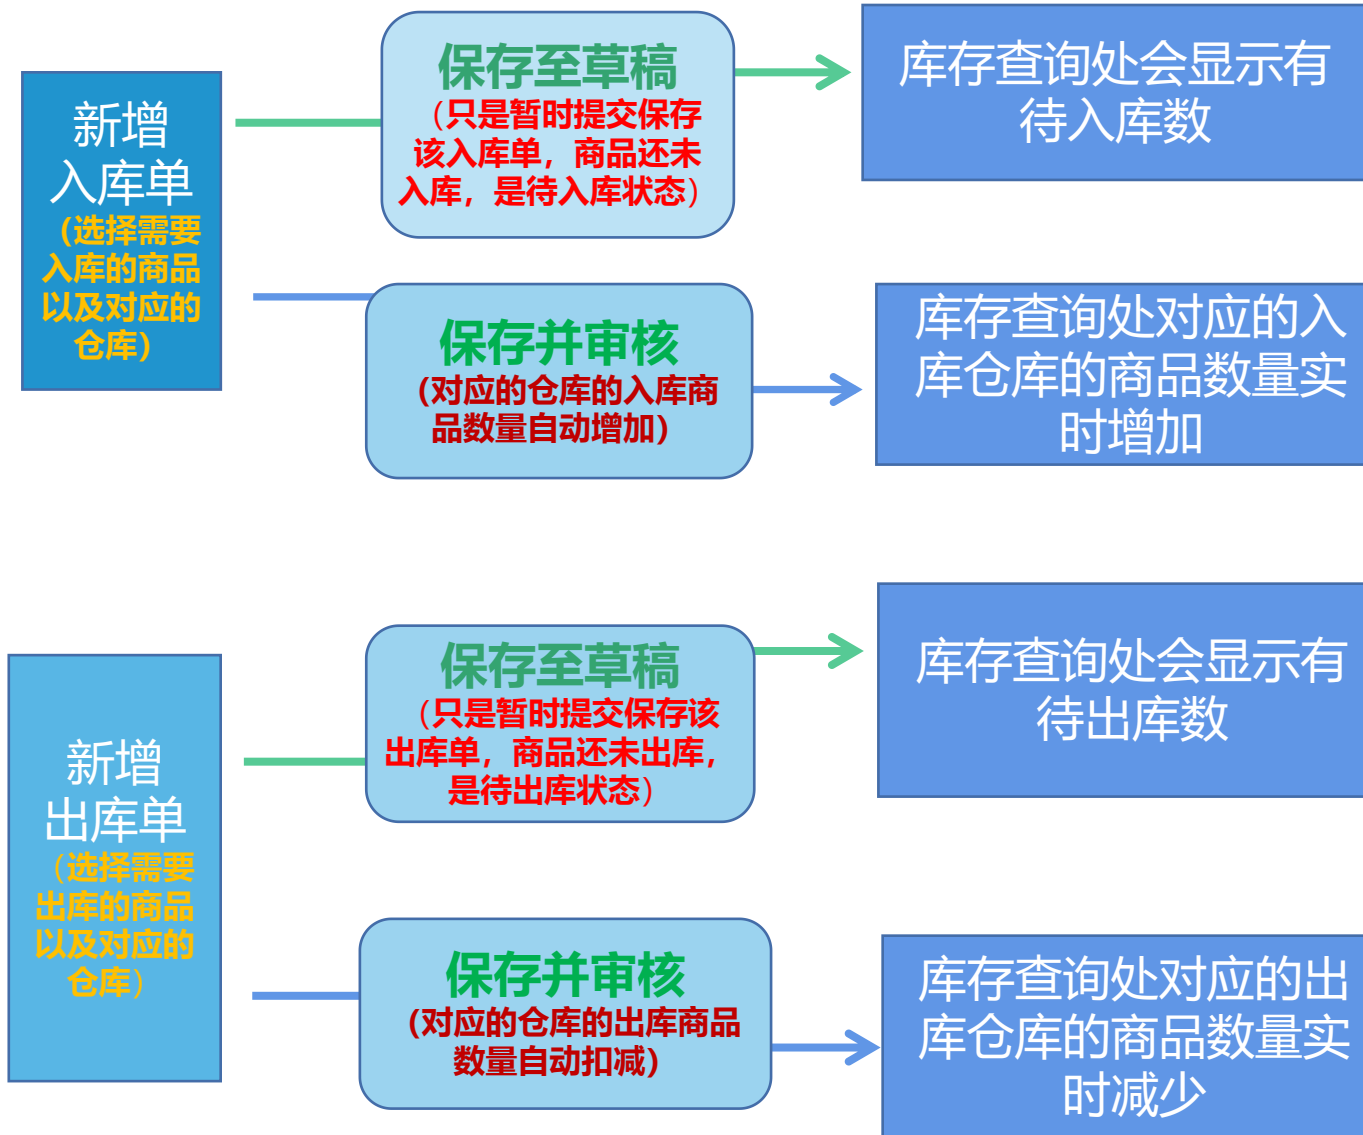 新增
入库单
(选择需要
入库的商品
以及对应的
仓库)
保存至草稿
（只是暂时提交保存
该入库单，商品还未
入库，是待入库状态）
库存查询处会显示有
待入库数
保存并审核
(对应的仓库的入库商
品数量自动增加)
库存查询处对应的入
库仓库的商品数量实
时增加
新增
出库单
（选择需要
出库的商品
以及对应的
仓库）
保存至草稿
（只是暂时提交保存该
出库单，商品还未出库，
是待出库状态）
库存查询处会显示有
待出库数
保存并审核
(对应的仓库的出库商品
数量自动扣减)
库存查询处对应的出
库仓库的商品数量实
时减少